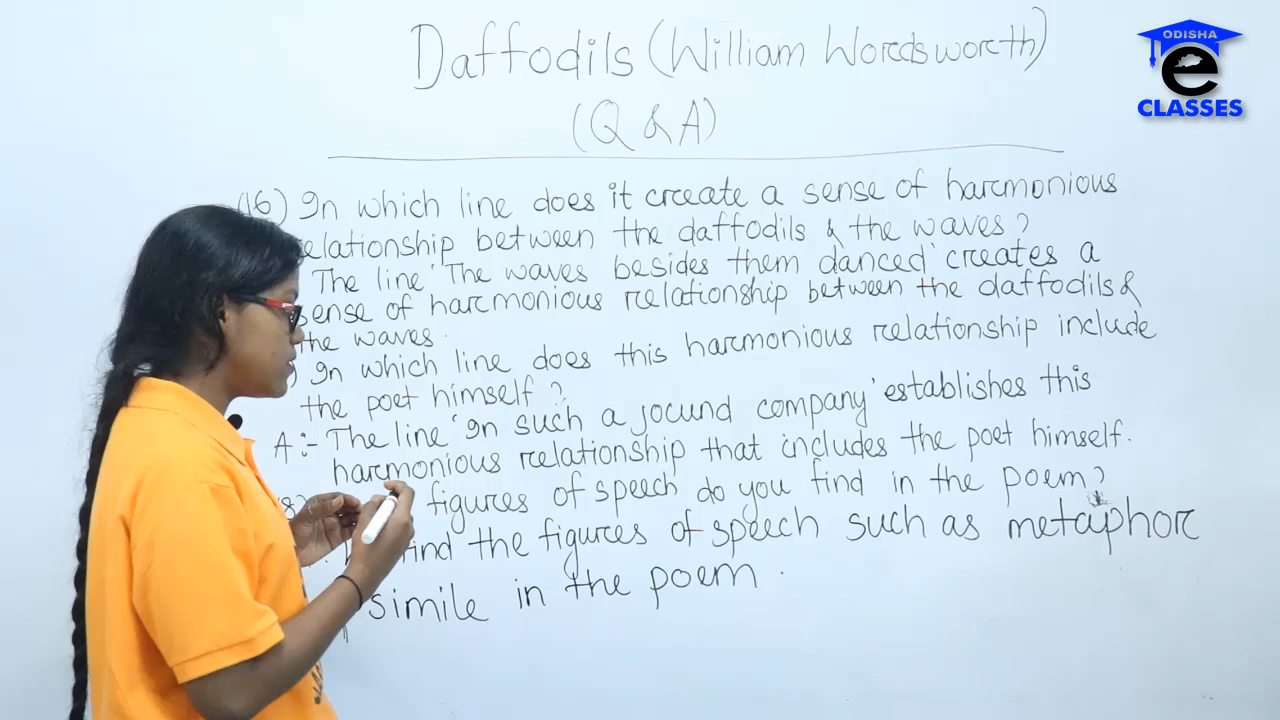 Daffodils (William Wordsworth)
(Q & A)
ODISHA
e
CLASSES
(16) In which line does it create a sense of harmonious
relationship between the daffodils & the waves?
The line 'The waves besides them danced' creates a
sense of harmonious relationship between the daffodils &
the waves.
) In which line does this harmonious relationship include
the poet himself?
A:- The line 'In such a jocund company' establishes this
harmonious relationship that includes the poet himself.
figures of speech do you find in the poem?
find the figures of speech such as metaphor
simile in the poem.